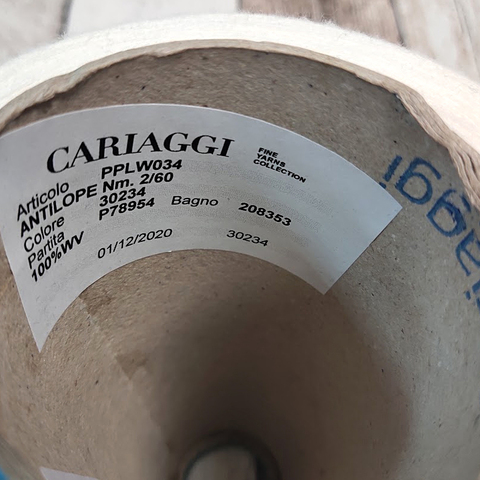 CARIAGGI
FINE
YARNS
COLLECTION
Articolo PPLW034
ANTILOPE Nm. 2/60
Colore 30234
Partita P78954 Bagno 208353
100%WV 01/12/2020 30234
iaggi